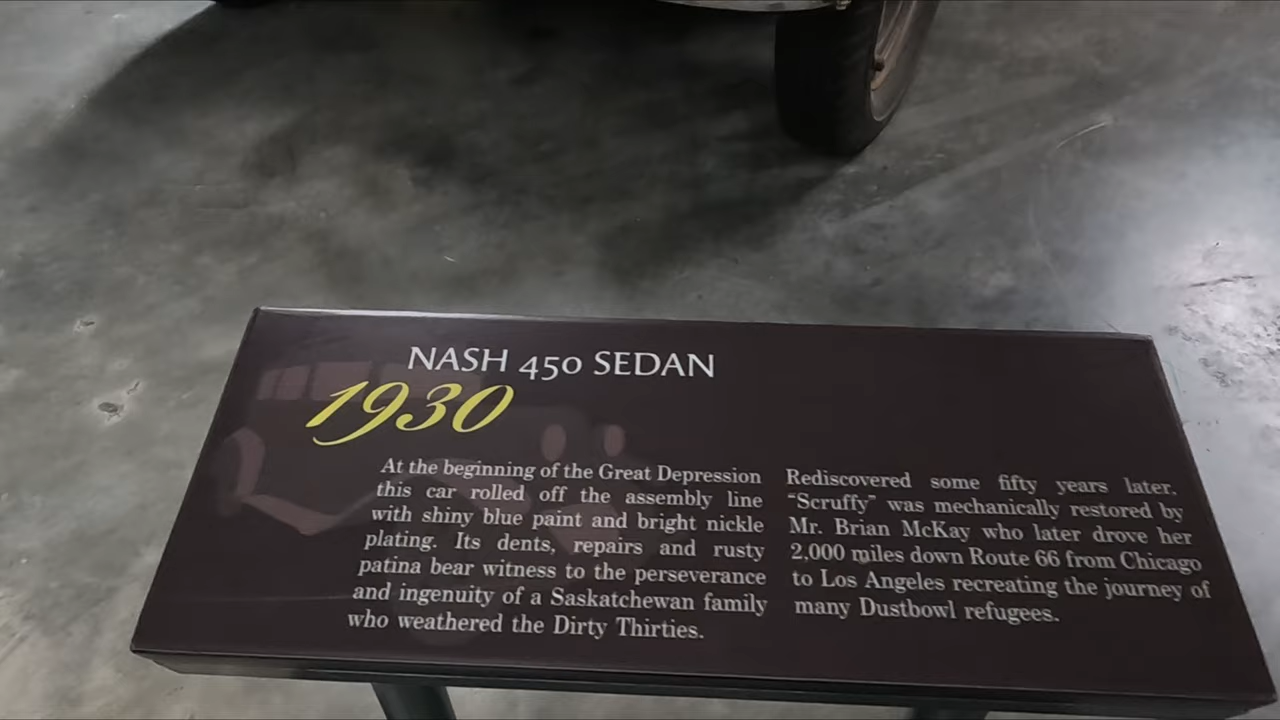 NASH 450 SEDAN
1930
At the beginning of the Great Depression
this car rolled off the assembly line
with shiny blue paint and bright nickle
plating. Its dents, repairs and rusty
patina bear witness to the perseverance
and ingenuity of a Saskatchewan family
who weathered the Dirty Thirties.
Rediscovered some fifty years later,
“Scruffy” was mechanically restored by
Mr. Brian McKay who later drove her
2,000 miles down Route 66 from Chicago
to Los Angeles recreating the journey of
many Dustbowl refugees.